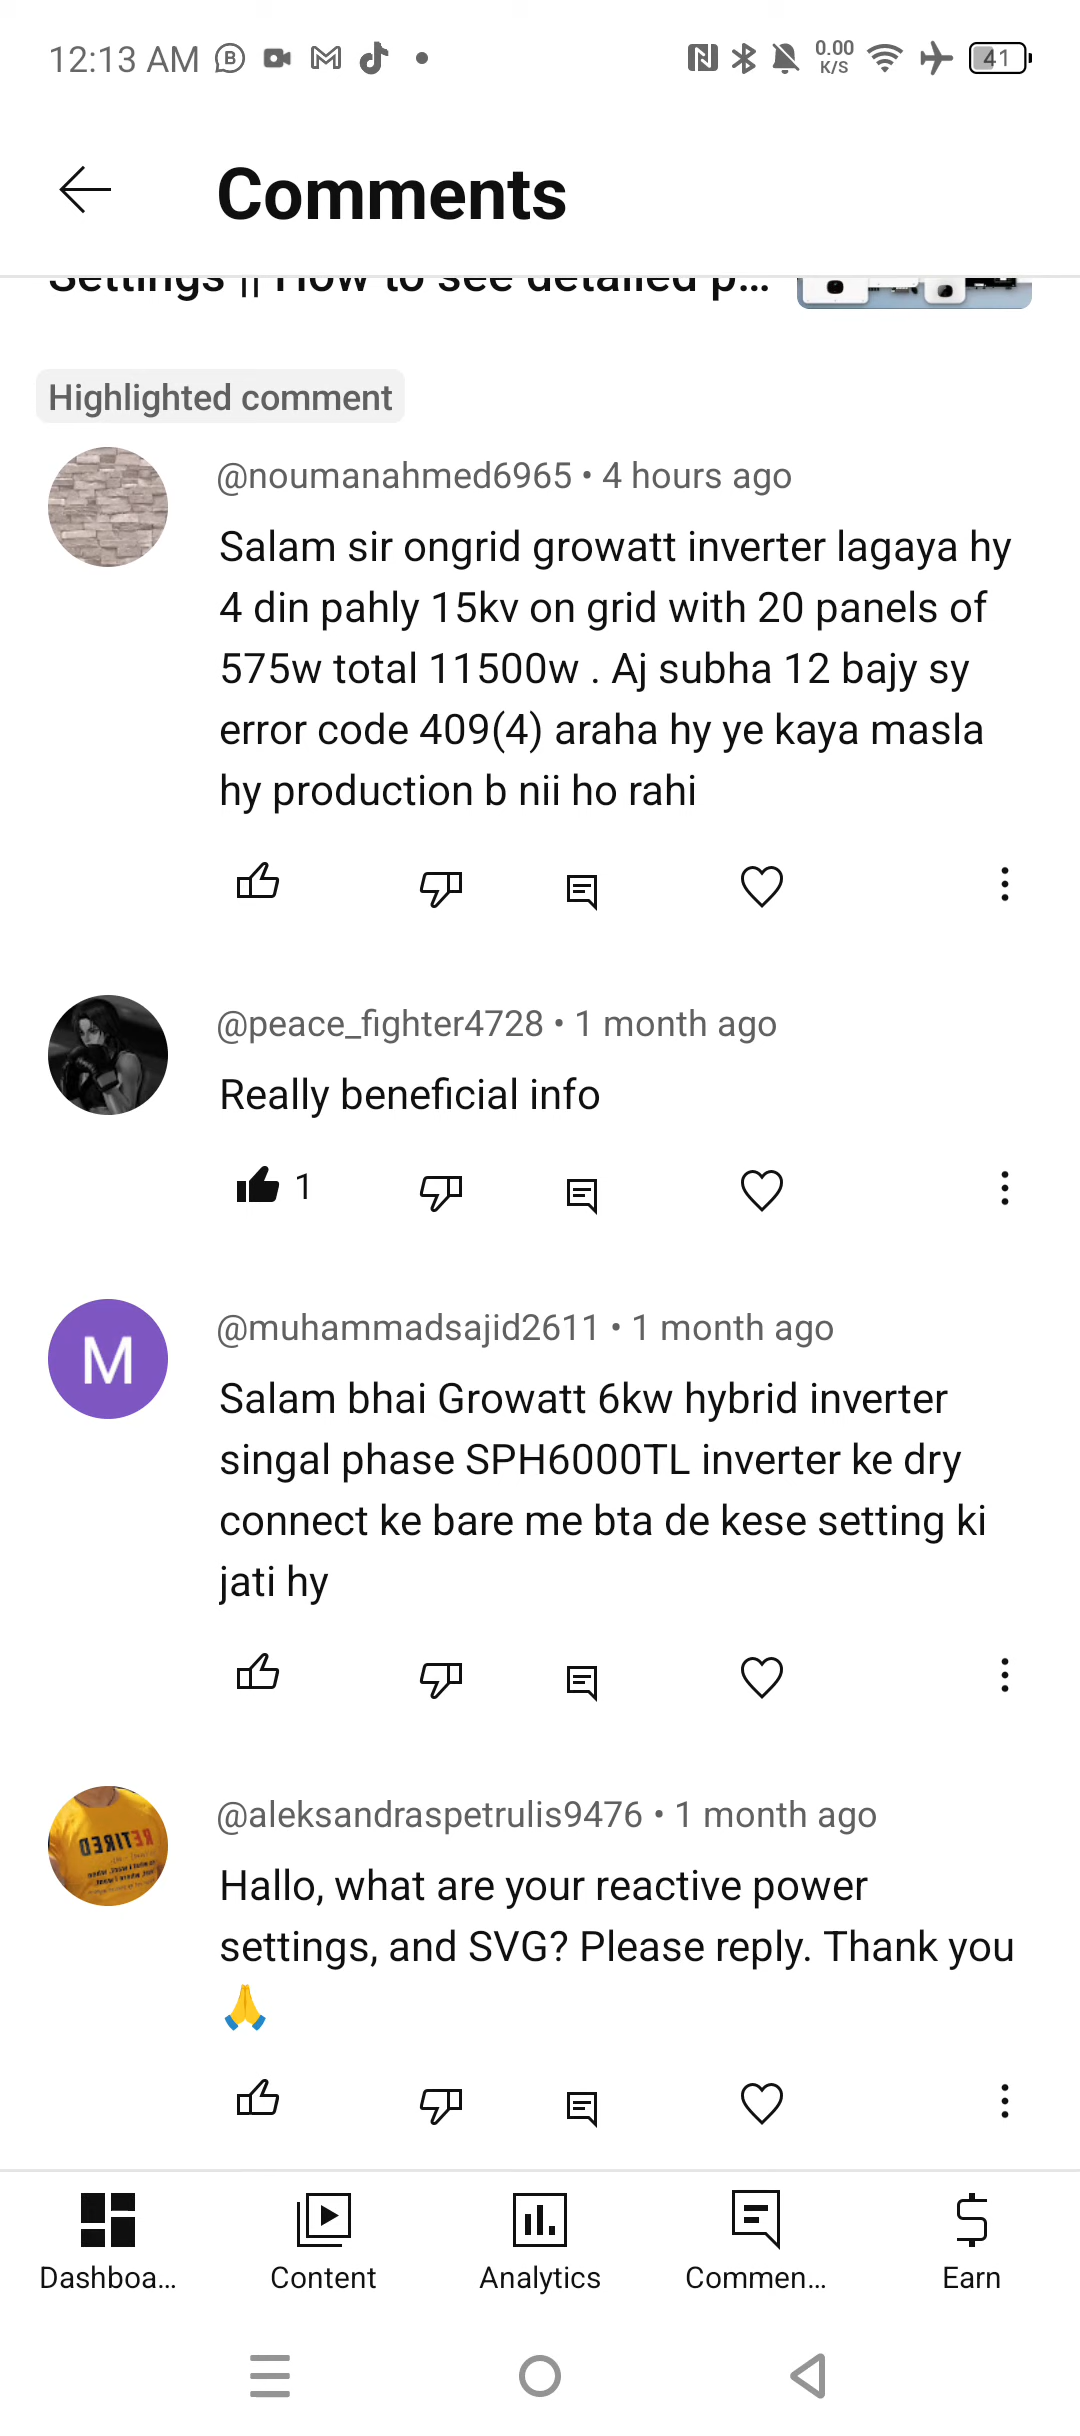 12:13 AM
0.00
K/S
41
Comments
Settings || How to see detailed p...
Highlighted comment
@noumanahmed6965 • 4 hours ago
Salam sir ongrid growatt inverter lagaya hy
4 din pahly 15kv on grid with 20 panels of
575w total 11500w . Aj subha 12 bajy sy
error code 409(4) araha hy ye kaya masla
hy production b nii ho rahi
@peace_fighter4728 • 1 month ago
Really beneficial info
1
M
@muhammadsajid2611 • 1 month ago
Salam bhai Growatt 6kw hybrid inverter
singal phase SPH6000TL inverter ke dry
connect ke bare me bta de kese setting ki
jati hy
RETIRED
@aleksandraspetrulis9476 • 1 month ago
Hallo, what are your reactive power
settings, and SVG? Please reply. Thank you
🙏
Dashboa...
Content
Analytics
Commen...
Earn